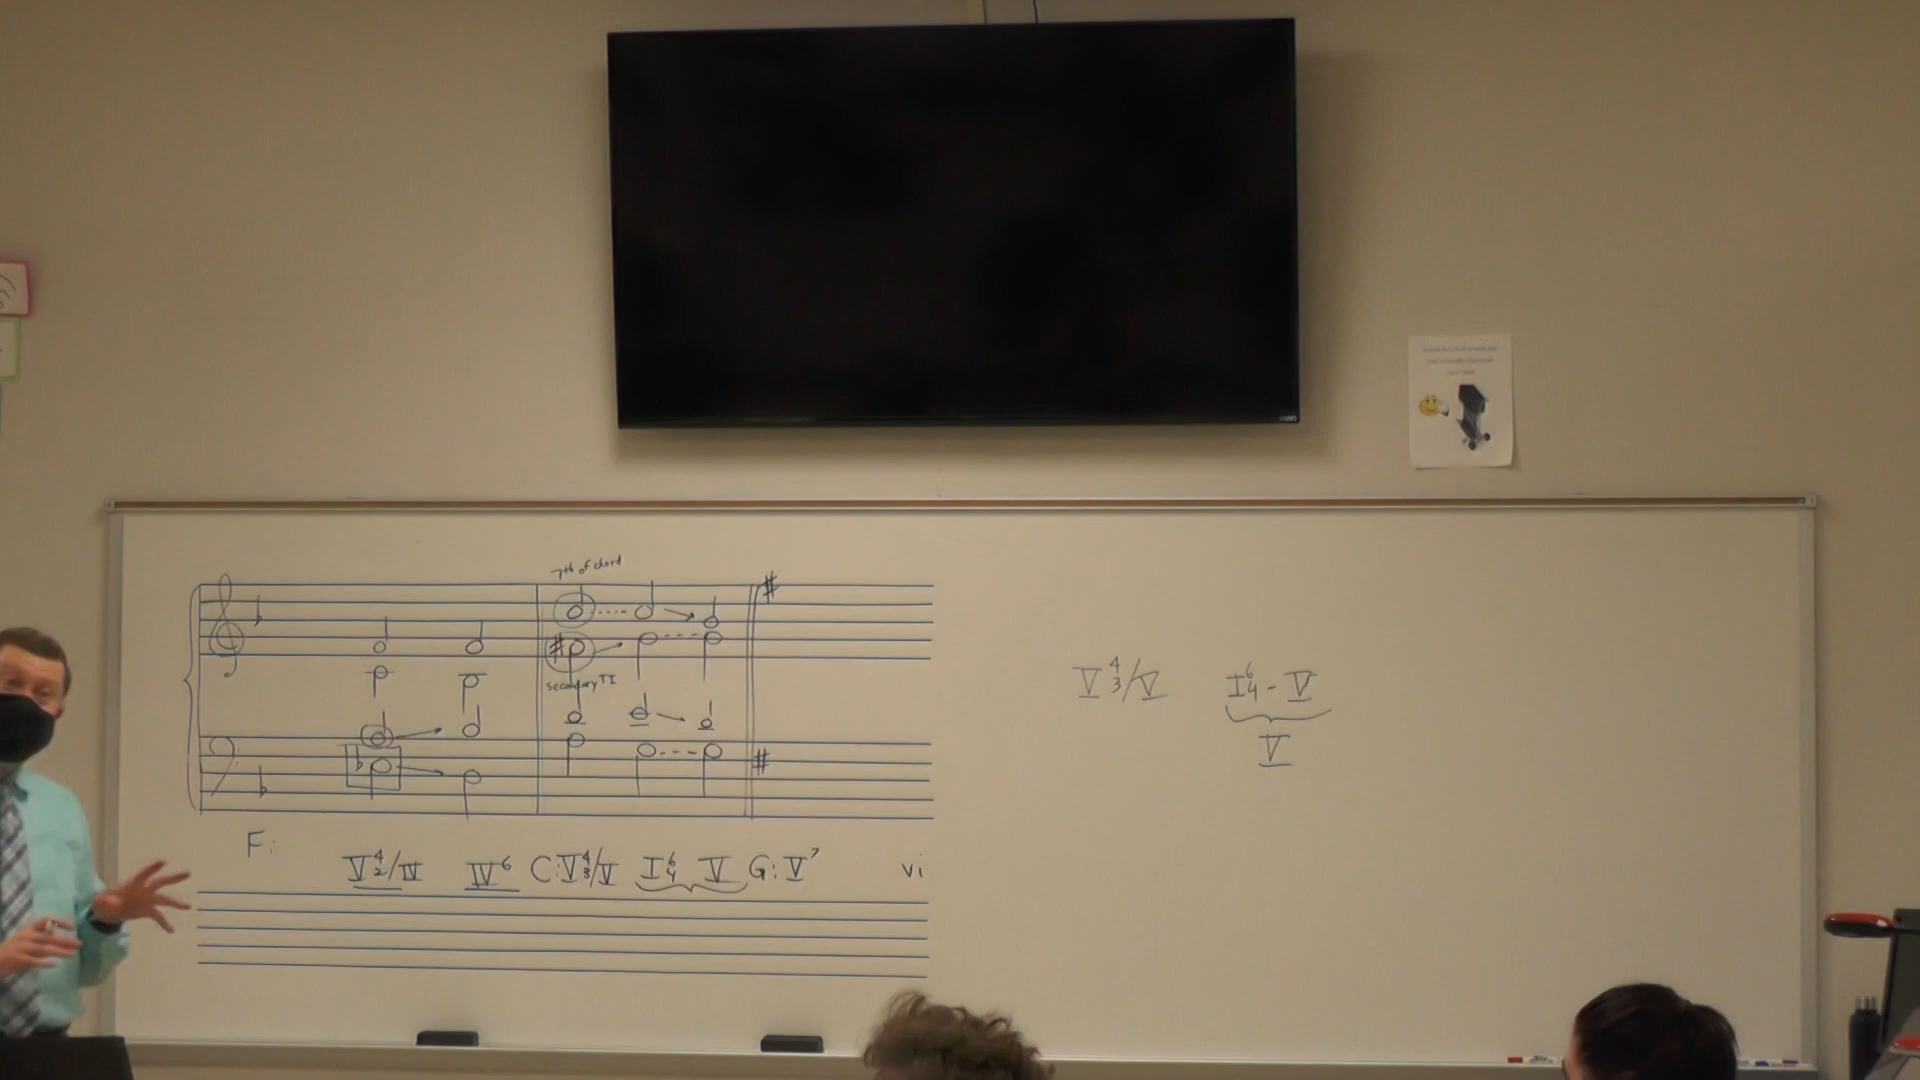 7th of chord
secondary TI
F:
V4/2/IV IV6 C:V4/3/V I6/4 V G:V7 vi
V4/3/V I6/4-V
V
VIZIO